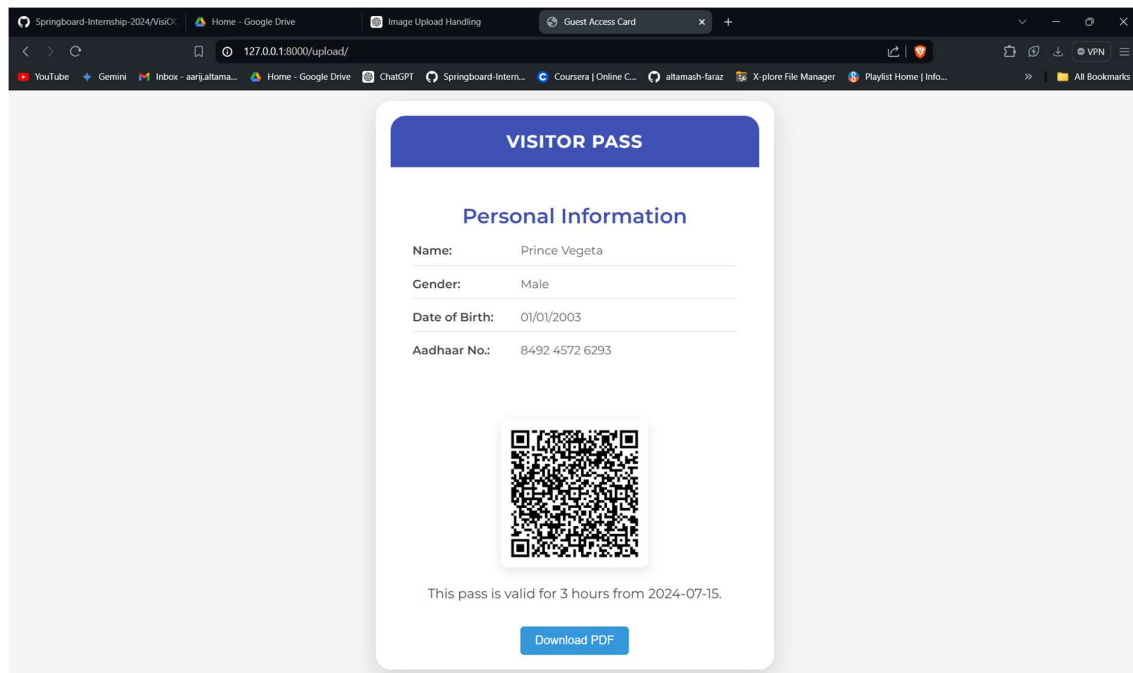 Springboard-Internship-2024/VisiO
Home - Google Drive
Image Upload Handling
Guest Access Card
127.0.0.1:8000/upload/
VPN
YouTube
Gemini
Inbox - aarij.altama...
Home - Google Drive
ChatGPT
Springboard-Intern...
Coursera | Online C...
altamash-faraz
X-plore File Manager
Playlist Home | Info...
All Bookmarks
VISITOR PASS
Personal Information
Name: Prince Vegeta
Gender: Male
Date of Birth: 01/01/2003
Aadhaar No.: 8492 4572 6293
This pass is valid for 3 hours from 2024-07-15.
Download PDF